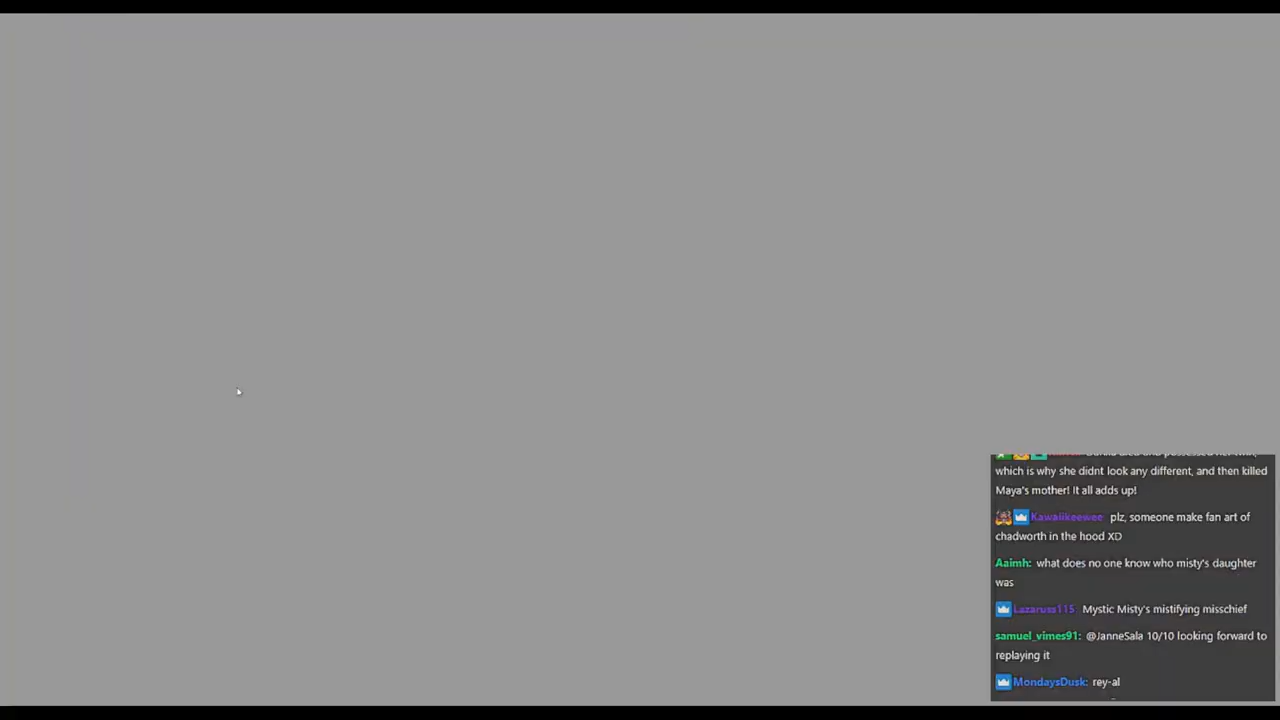 which is why she didnt look any different, and then killed
Maya's mother! It all adds up!
Kawaiikeewee: plz, someone make fan art of
chadworth in the hood XD
Aaimh: what does no one know who misty's daughter
was
Lazaruss115: Mystic Misty's mistifying misschief
samuel_vimes91: @JanneSala 10/10 looking forward to
replaying it
MondaysDusk: rey-al